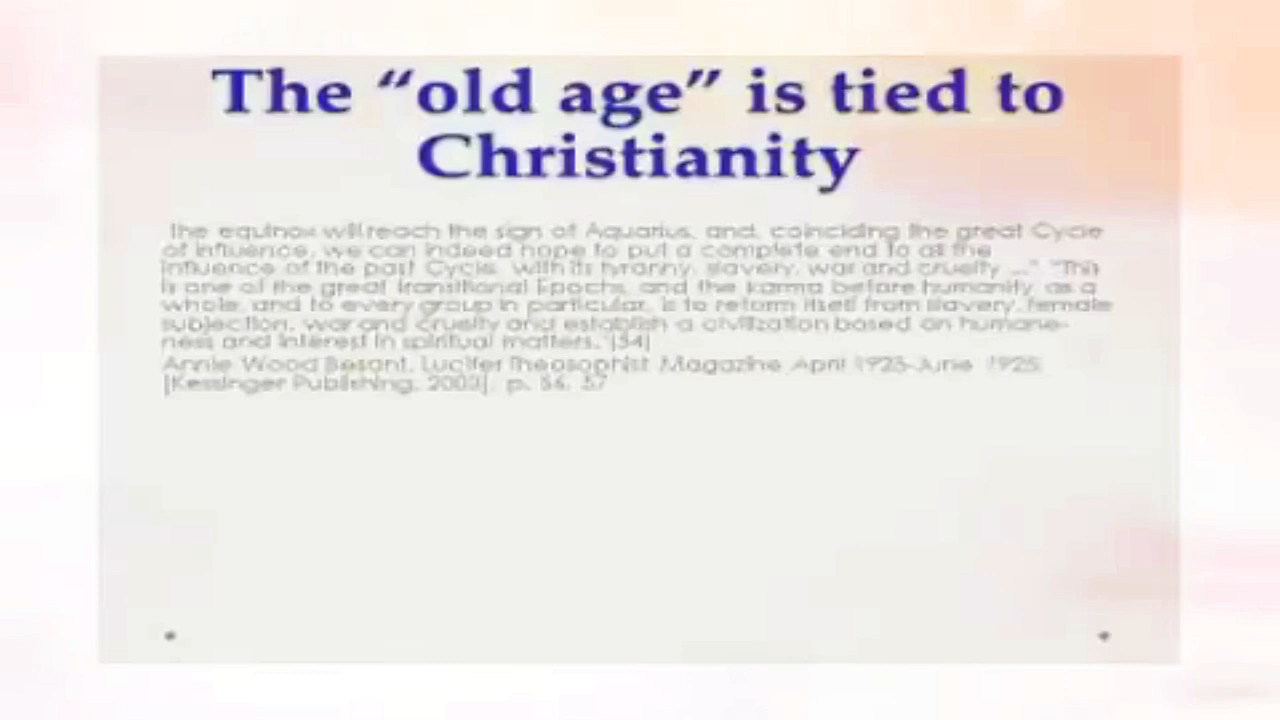 The “old age” is tied to
Christianity
The equinox will reach the sign of Aquarius, and, coinciding the great Cycle
of influence, we can indeed hope to put a complete end to all the
influence of the past Cycle, with its tyranny, slavery, war and cruelty ..." "This
is one of the great transitional Epochs, and the karma before humanity, as a
whole, and to every group in particular, is to reform itself from slavery, female
subjection, war and cruelty and establish a civilization based on humane-
ness and interest in spiritual matters."[54]
Annie Wood Besant, Lucifer Theosophist Magazine April 1925-June 1925
[Kessinger Publishing, 2003], p. 56, 57